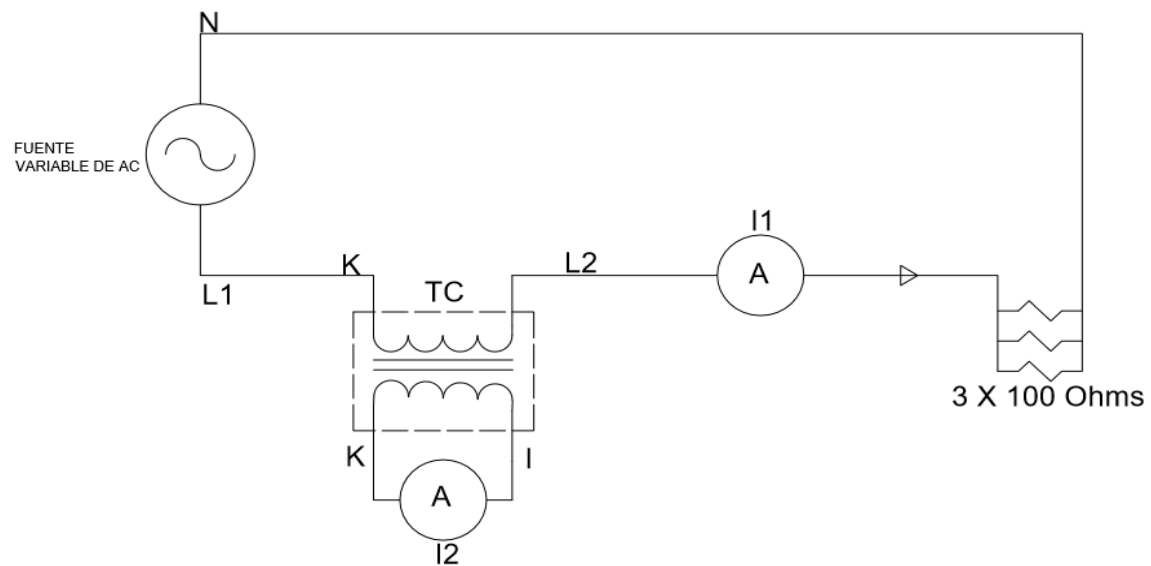 N
FUENTE
VARIABLE DE AC
I1
A
K
L2
L1
TC
3 X 100 Ohms
K
I
A
I2